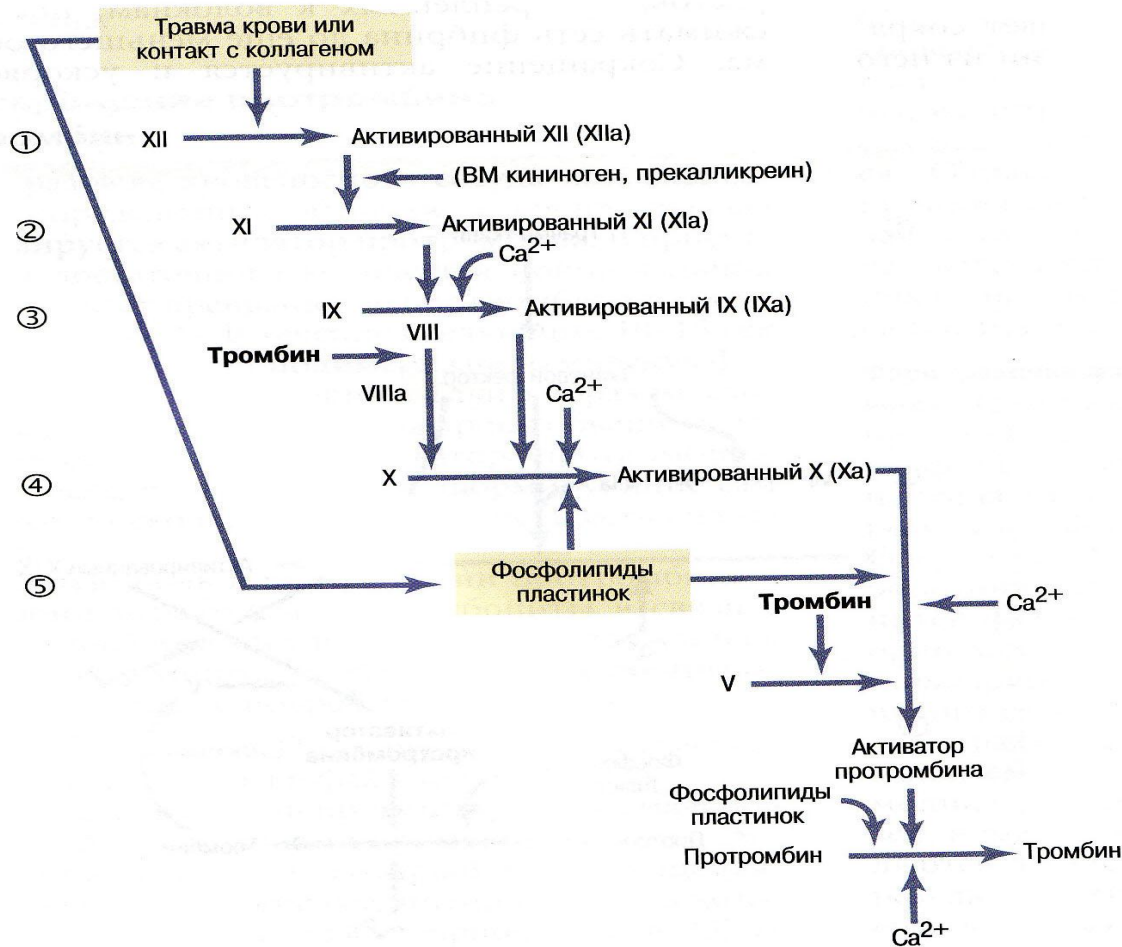 Травма крови или
контакт с коллагеном
① XII Активированный XII (XIIa)
(ВМ кининоген, прекалликреин)
② XI Активированный XI (XIa)
Ca2+
③ IX Активированный IX (IXa)
VIII
Тромбин
VIIIa Ca2+
④ X Активированный X (Xa)
⑤ Фосфолипиды
пластинок
Тромбин Ca2+
V
Активатор
протромбина
Фосфолипиды
пластинок
Протромбин Тромбин
Ca2+